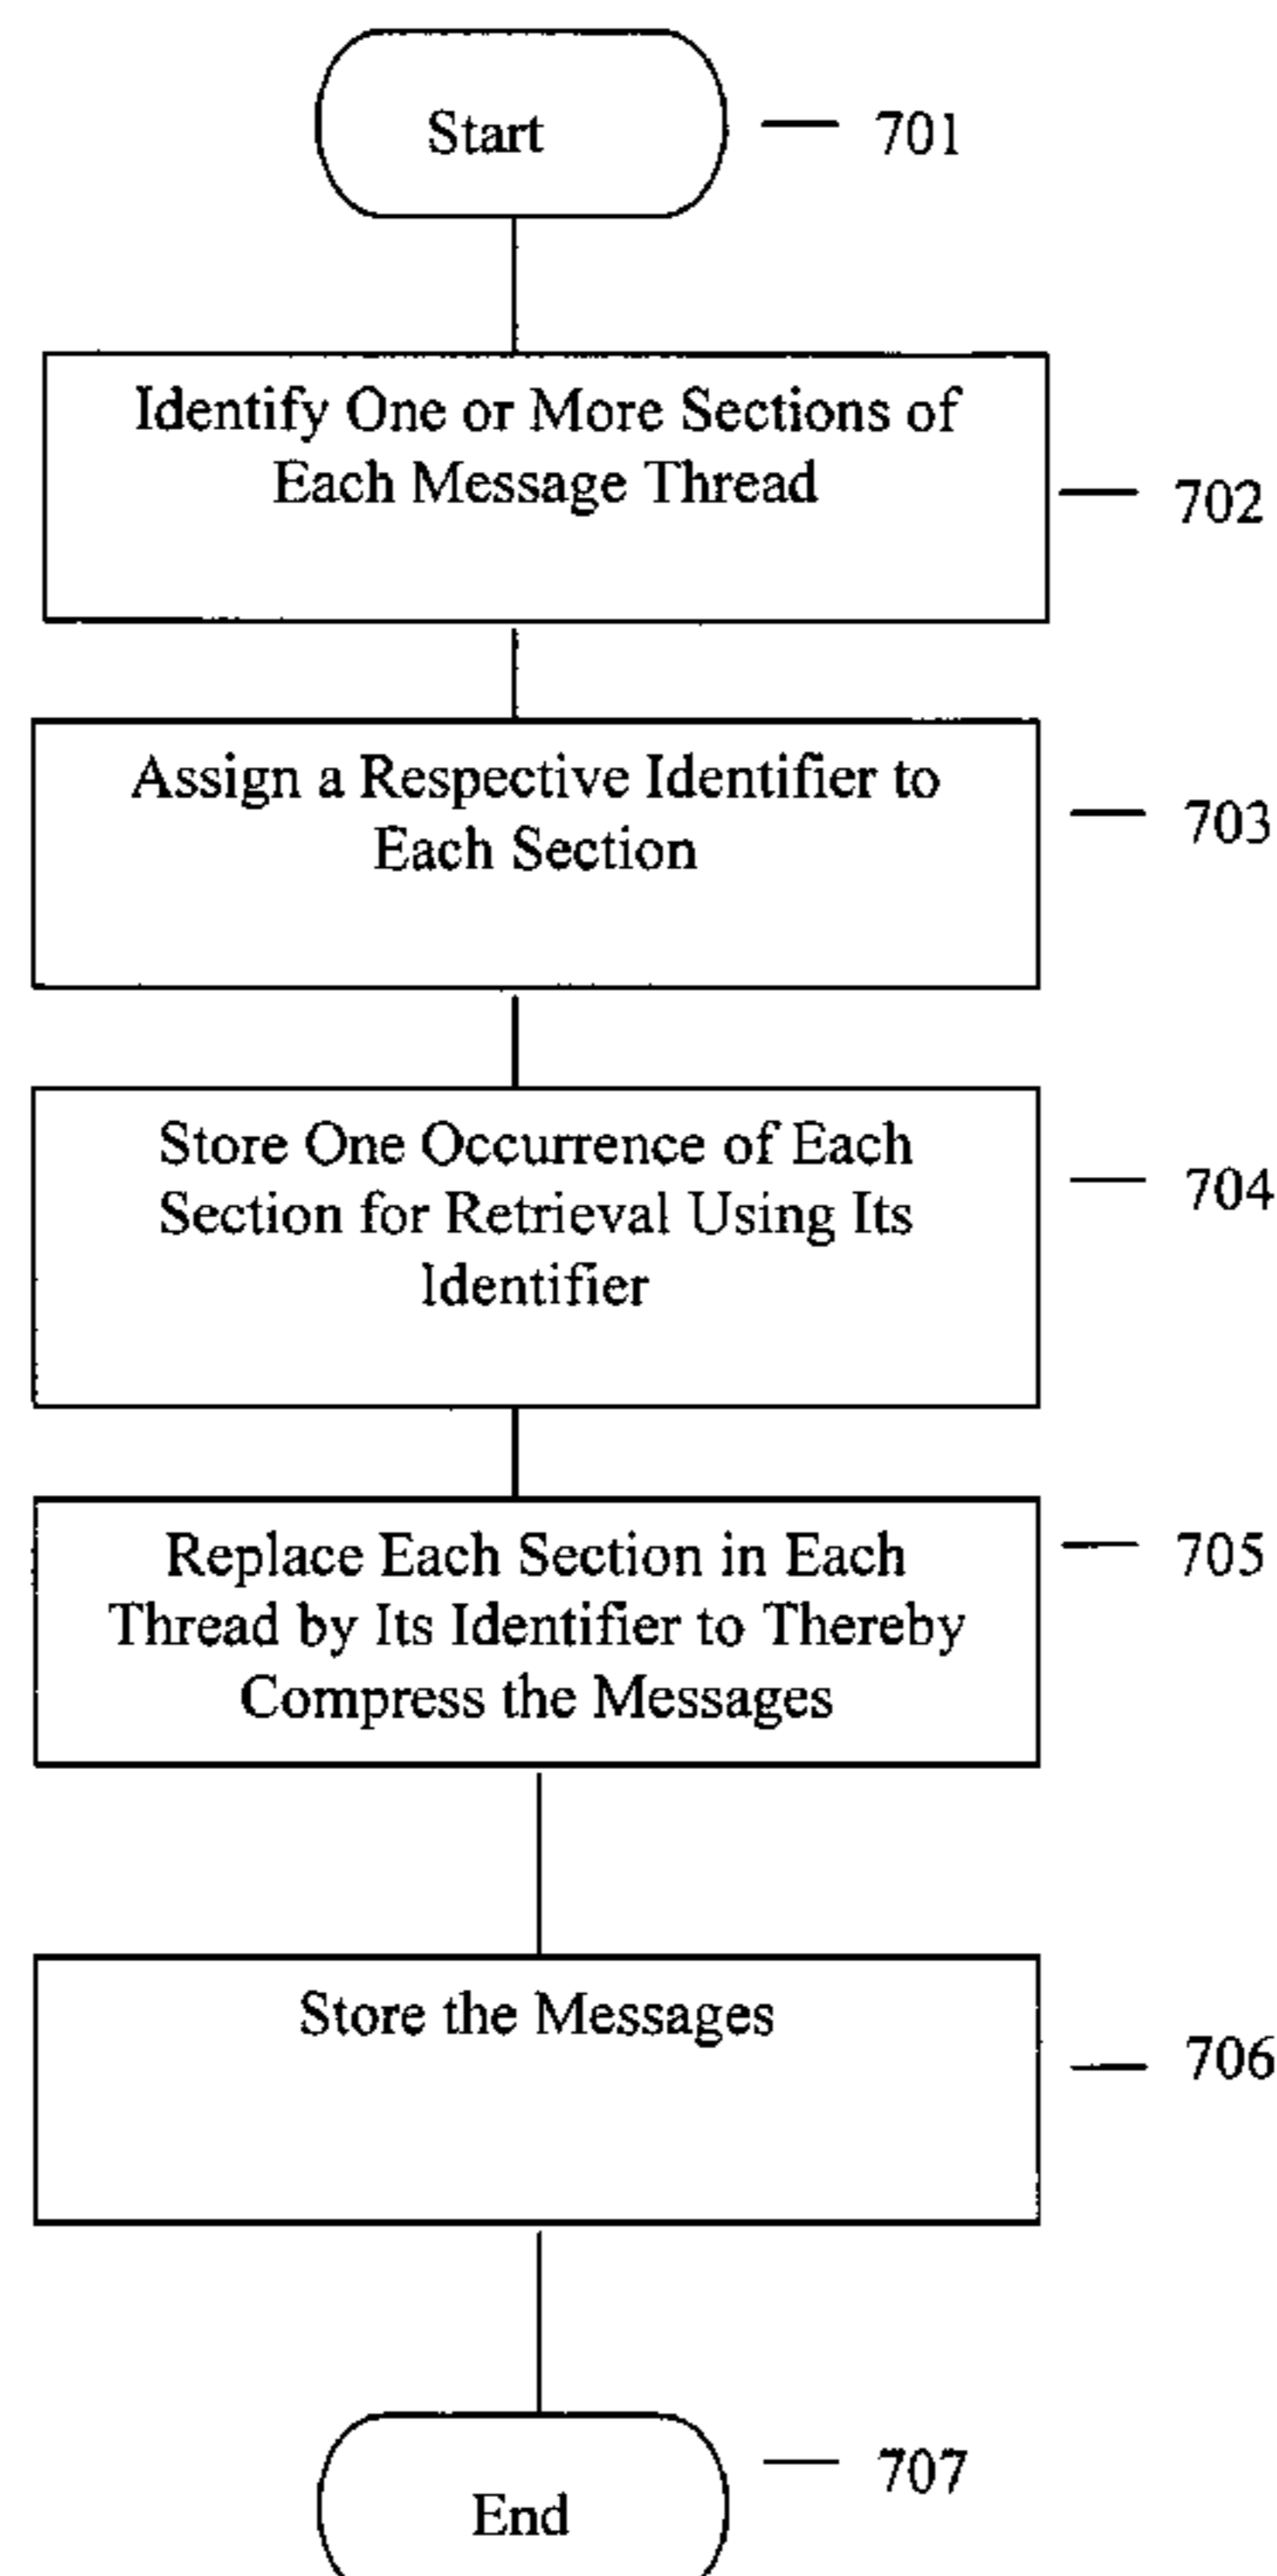 Start
701
Identify One or More Sections of
Each Message Thread
702
Assign a Respective Identifier to
Each Section
703
Store One Occurrence of Each
Section for Retrieval Using Its
Identifier
704
Replace Each Section in Each
Thread by Its Identifier to Thereby
Compress the Messages
705
Store the Messages
706
End
707